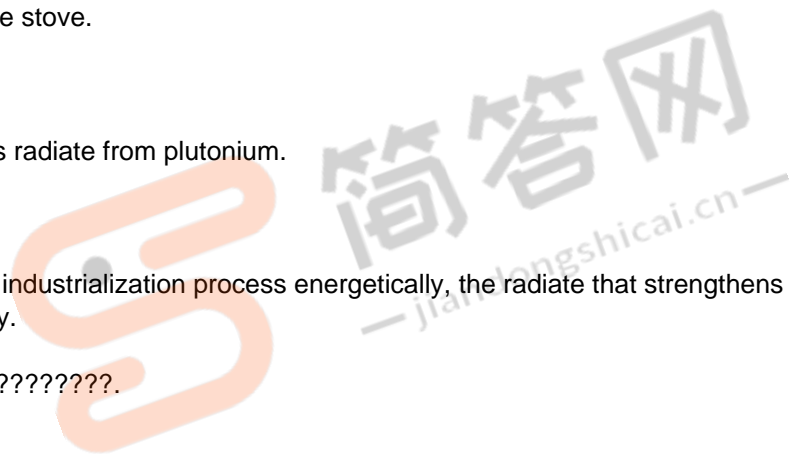 e stove.
s radiate from plutonium.
industrialization process energetically, the radiate that strengthens
y.
????????.
简答网
jiandongshicai.cn